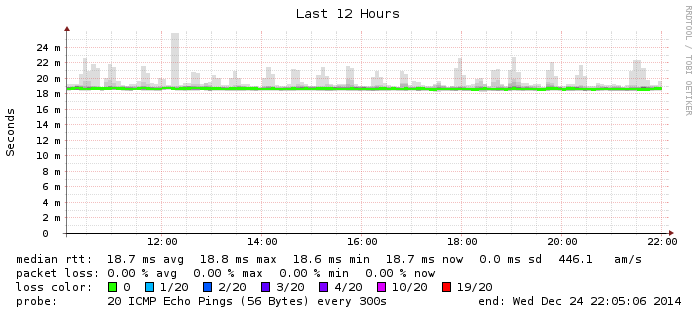 Last 12 Hours
RRDTOOL / TOBI OETIKER
Seconds
24 m
22 m
20 m
18 m
16 m
14 m
12 m
10 m
8 m
6 m
4 m
2 m
0
12:00 14:00 16:00 18:00 20:00 22:00
median rtt: 18.7 ms avg 18.8 ms max 18.6 ms min 18.7 ms now 0.0 ms sd 446.1 am/s
packet loss: 0.00 % avg 0.00 % max 0.00 % min 0.00 % now
loss color: 0 1/20 2/20 3/20 4/20 10/20 19/20
probe: 20 ICMP Echo Pings (56 Bytes) every 300s end: Wed Dec 24 22:05:06 2014